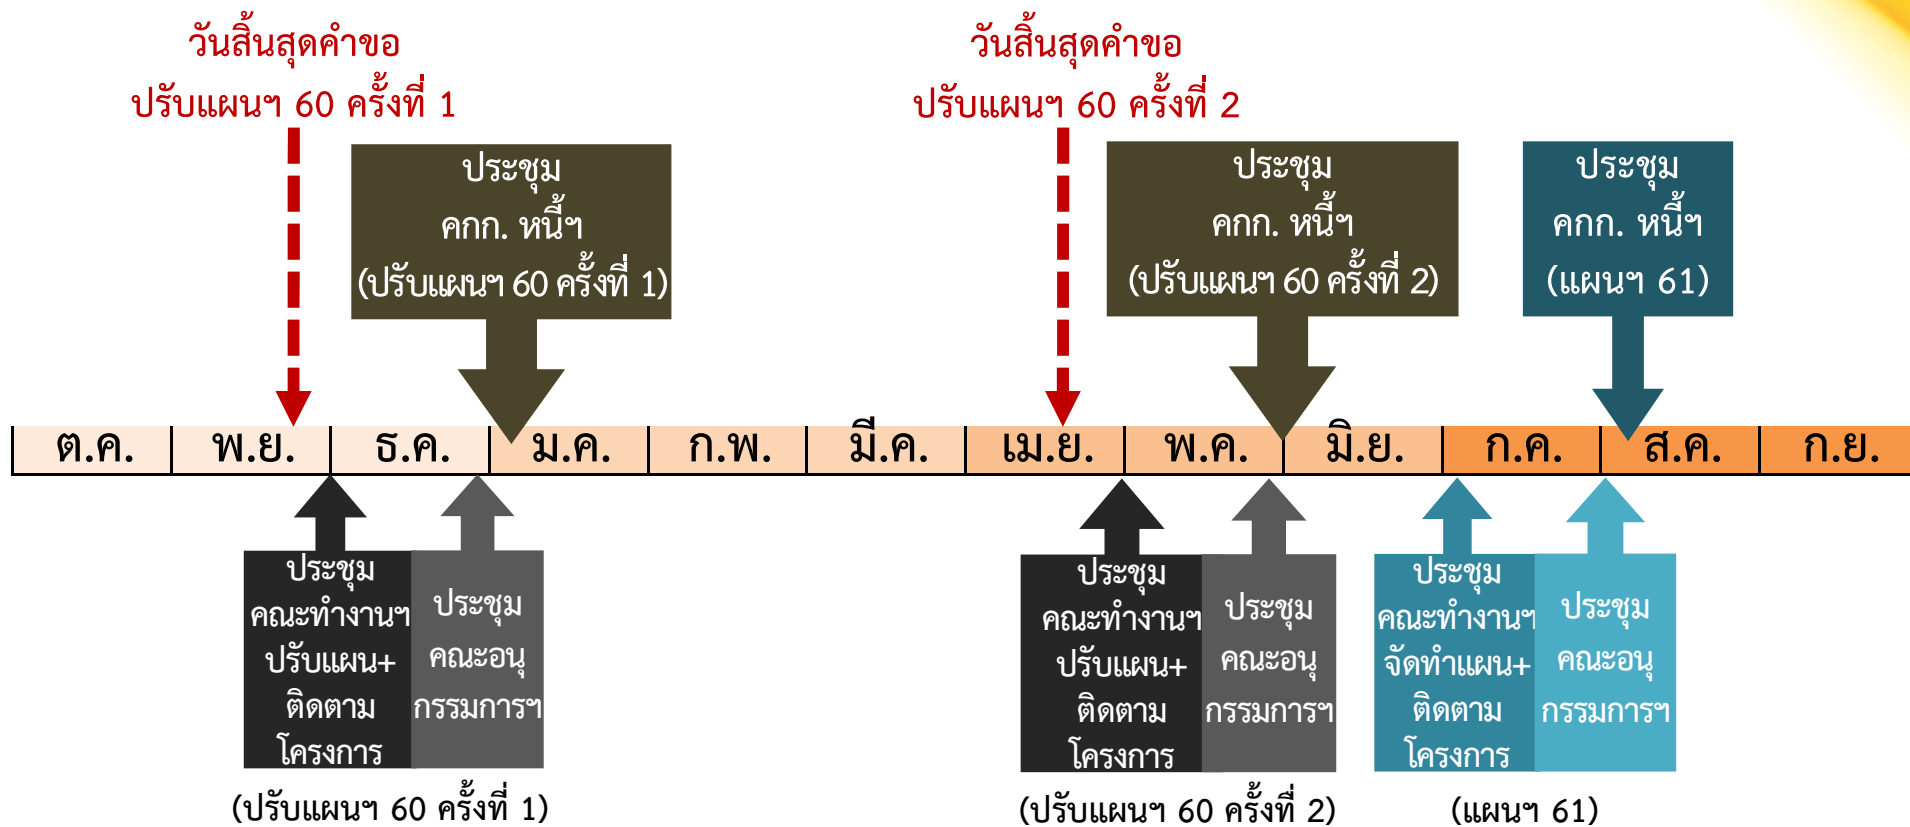 วันสิ้นสุดคำขอ
ปรับแผนฯ 60 ครั้งที่ 1
วันสิ้นสุดคำขอ
ปรับแผนฯ 60 ครั้งที่ 2
ประชุม
คกก. หนี้ฯ
(ปรับแผนฯ 60 ครั้งที่ 1)
ประชุม
คกก. หนี้ฯ
(ปรับแผนฯ 60 ครั้งที่ 2)
ประชุม
คกก. หนี้ฯ
(แผนฯ 61)
ต.ค. พ.ย. ธ.ค. ม.ค. ก.พ. มี.ค. เม.ย. พ.ค. มิ.ย. ก.ค. ส.ค. ก.ย.
ประชุม
คณะทำงานฯ
ปรับแผน+
ติดตาม
โครงการ
ประชุม
คณะอนุ
กรรมการฯ
(ปรับแผนฯ 60 ครั้งที่ 1)
ประชุม
คณะทำงานฯ
ปรับแผน+
ติดตาม
โครงการ
ประชุม
คณะอนุ
กรรมการฯ
(ปรับแผนฯ 60 ครั้งที่ 2)
ประชุม
คณะทำงานฯ
จัดทำแผน+
ติดตาม
โครงการ
ประชุม
คณะอนุ
กรรมการฯ
(แผนฯ 61)